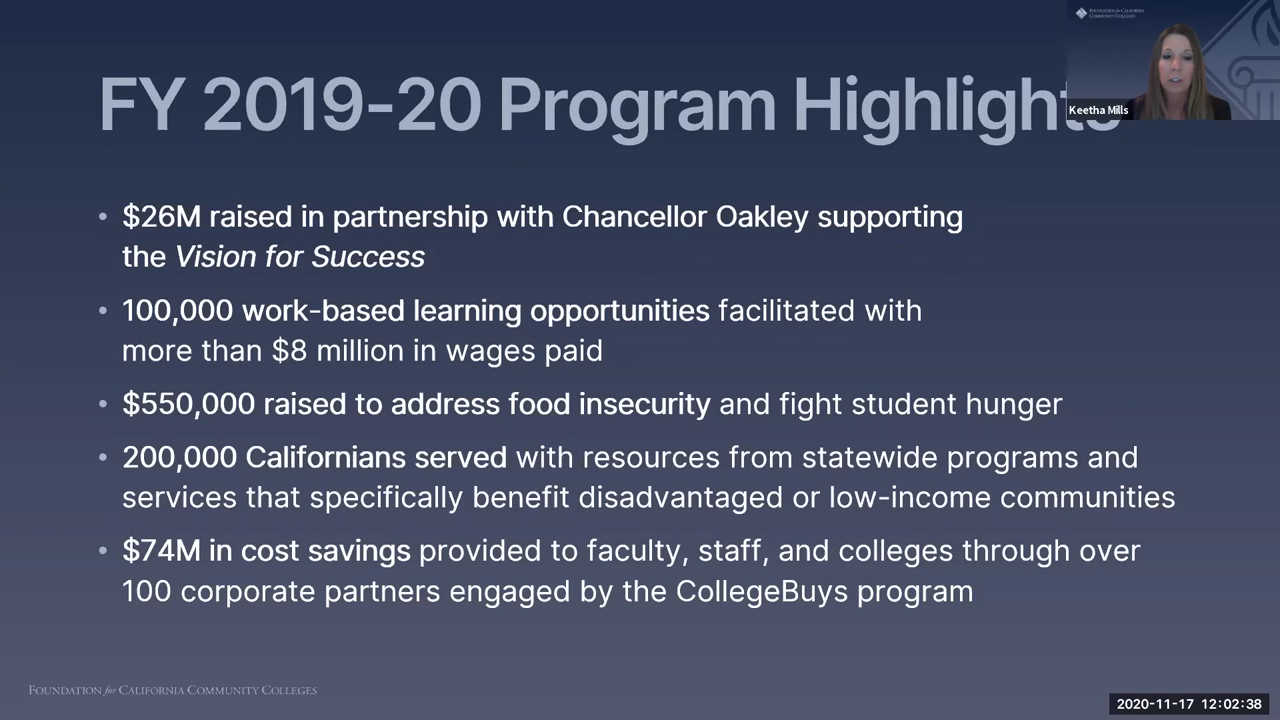 FOUNDATION for CALIFORNIA
COMMUNITY COLLEGES
FY 2019-20 Program Highlights
Keetha Mills
• $26M raised in partnership with Chancellor Oakley supporting
the Vision for Success
• 100,000 work-based learning opportunities facilitated with
more than $8 million in wages paid
• $550,000 raised to address food insecurity and fight student hunger
• 200,000 Californians served with resources from statewide programs and
services that specifically benefit disadvantaged or low-income communities
• $74M in cost savings provided to faculty, staff, and colleges through over
100 corporate partners engaged by the CollegeBuys program
FOUNDATION for CALIFORNIA COMMUNITY COLLEGES
2020-11-17 12:02:38